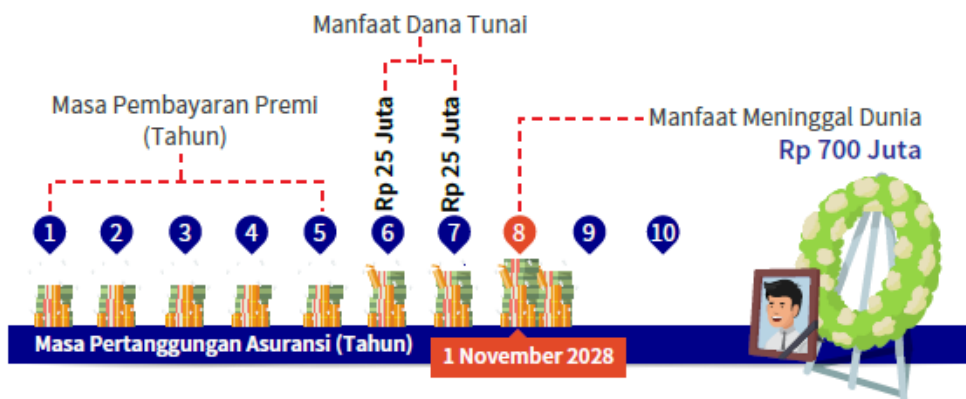 Manfaat Dana Tunai
Masa Pembayaran Premi
(Tahun)
Rp 25 Juta
Rp 25 Juta
Manfaat Meninggal Dunia
Rp 700 Juta
1 2 3 4 5 6 7 8 9 10
Masa Pertanggungan Asuransi (Tahun)
1 November 2028